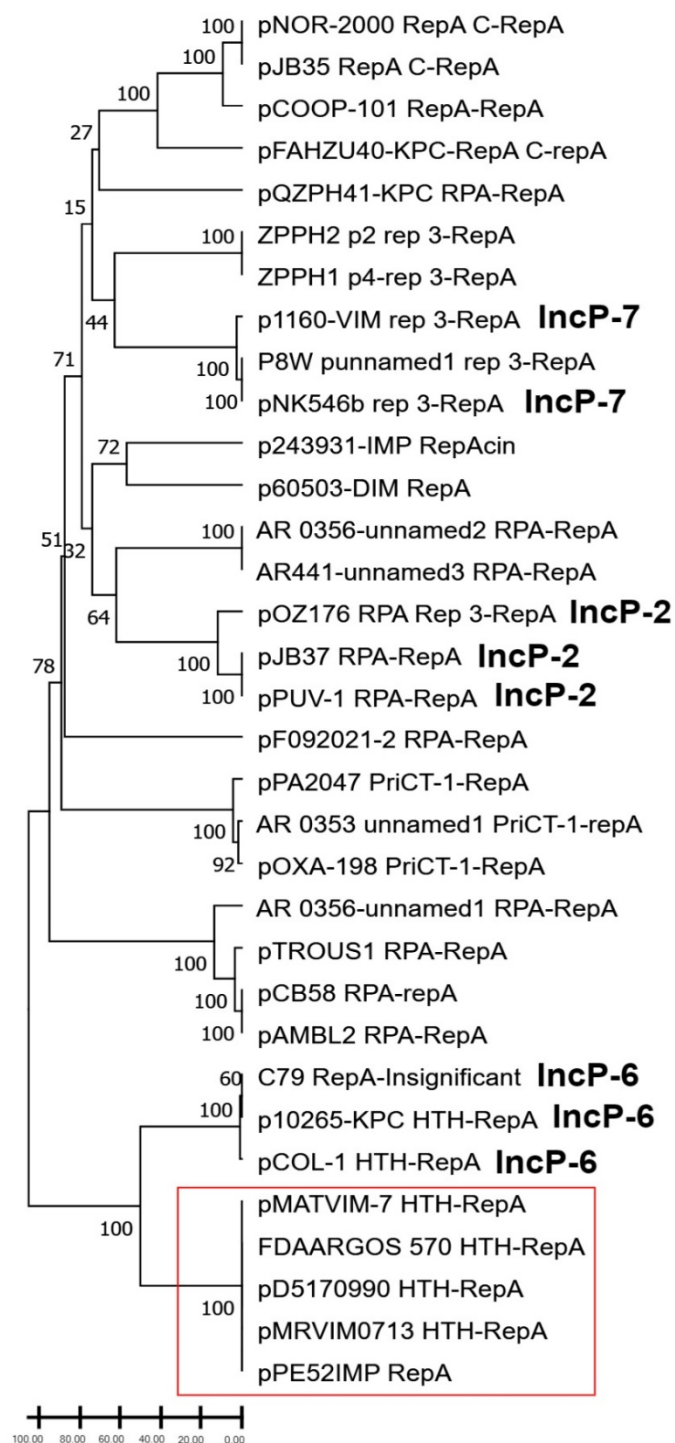 100 pNOR-2000 RepA C-RepA
100 pJB35 RepA C-RepA
100 pCOOP-101 RepA-RepA
27 pFAHZU40-KPC-RepA C-repA
pQZPH41-KPC RPA-RepA
15
100 ZPPH2 p2 rep 3-RepA
ZPPH1 p4-rep 3-RepA
44 p1160-VIM rep 3-RepA IncP-7
71 100 P8W punnamed1 rep 3-RepA
100 pNK546b rep 3-RepA IncP-7
72 p243931-IMP RepAcin
p60503-DIM RepA
51 32 100 AR 0356-unnamed2 RPA-RepA
AR441-unnamed3 RPA-RepA
64 pOZ176 RPA Rep 3-RepA IncP-2
78 100 pJB37 RPA-RepA IncP-2
100 pPUV-1 RPA-RepA IncP-2
pF092021-2 RPA-RepA
pPA2047 PriCT-1-RepA
100 AR 0353 unnamed1 PriCT-1-repA
92 pOXA-198 PriCT-1-RepA
AR 0356-unnamed1 RPA-RepA
100 pTROUS1 RPA-RepA
100 pCB58 RPA-repA
100 pAMBL2 RPA-RepA
60 C79 RepA-Insignificant IncP-6
100 p10265-KPC HTH-RepA IncP-6
pCOL-1 HTH-RepA IncP-6
100 pMATVIM-7 HTH-RepA
FDAARGOS 570 HTH-RepA
pD5170990 HTH-RepA
100 pMRVIM0713 HTH-RepA
pPE52IMP RepA
100.00 80.00 60.00 40.00 20.00 0.00